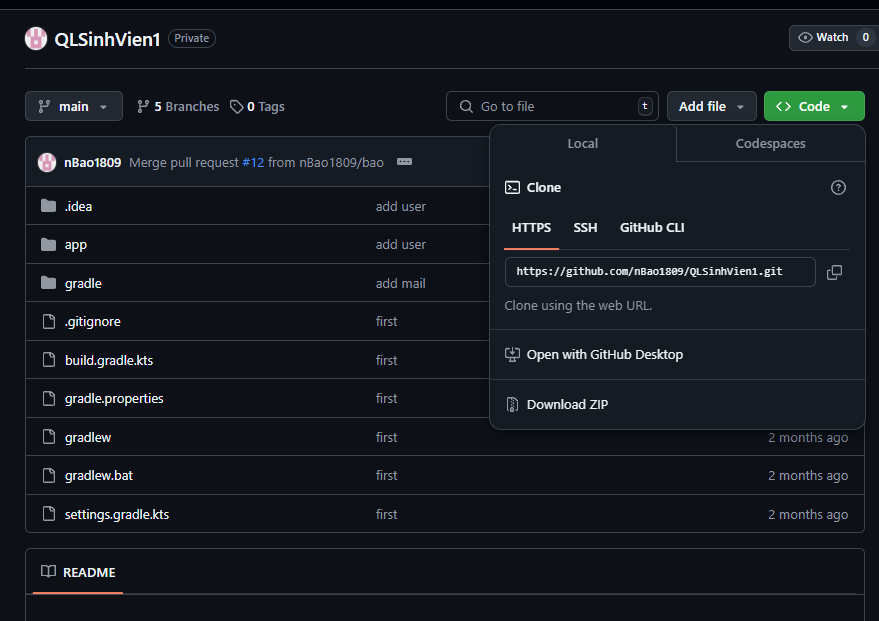 QLSinhVien1 Private Watch 0
main 5 Branches 0 Tags Go to file t Add file Code
nBao1809 Merge pull request #12 from nBao1809/bao
.idea add user
app add user
gradle add mail
.gitignore first
build.gradle.kts first
gradle.properties first
gradlew first 2 months ago
gradlew.bat first 2 months ago
settings.gradle.kts first 2 months ago
Local Codespaces
Clone
HTTPS SSH GitHub CLI
https://github.com/nBao1809/QLSinhVien1.git
Clone using the web URL.
Open with GitHub Desktop
Download ZIP
README